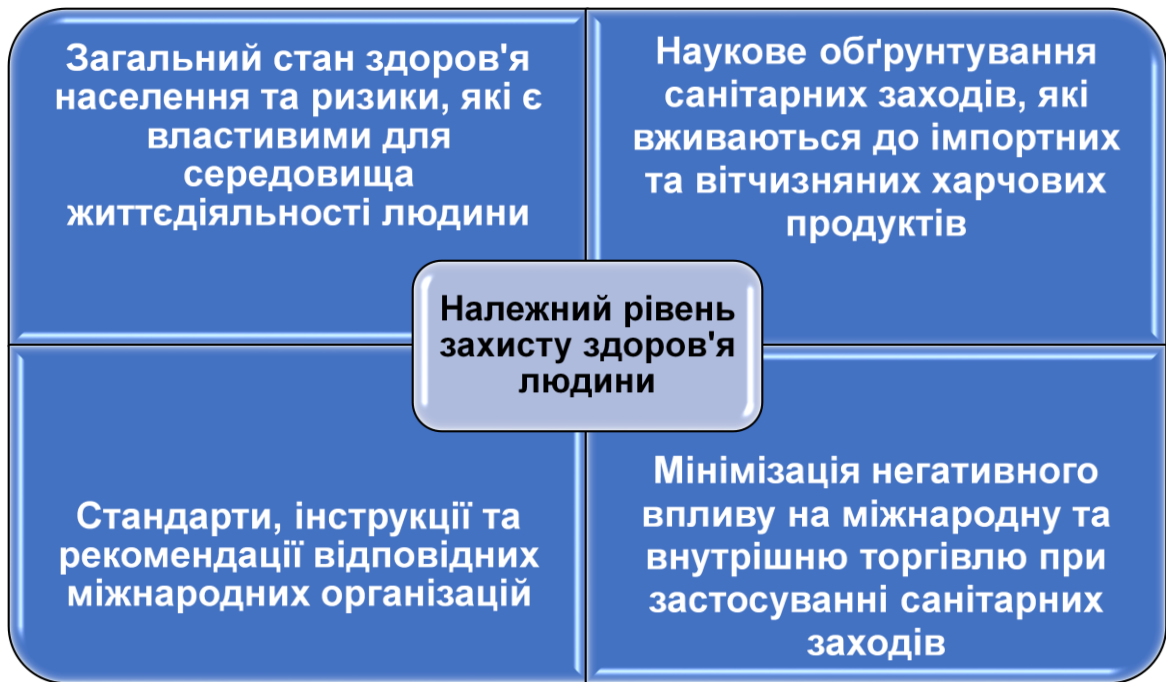 Загальний стан здоров'я
населення та ризики, які є
властивими для
середовища
життєдіяльності людини
Наукове обґрунтування
санітарних заходів, які
вживаються до імпортних
та вітчизняних харчових
продуктів
Належний рівень
захисту здоров'я
людини
Стандарти, інструкції та
рекомендації відповідних
міжнародних організацій
Мінімізація негативного
впливу на міжнародну та
внутрішню торгівлю при
застосуванні санітарних
заходів